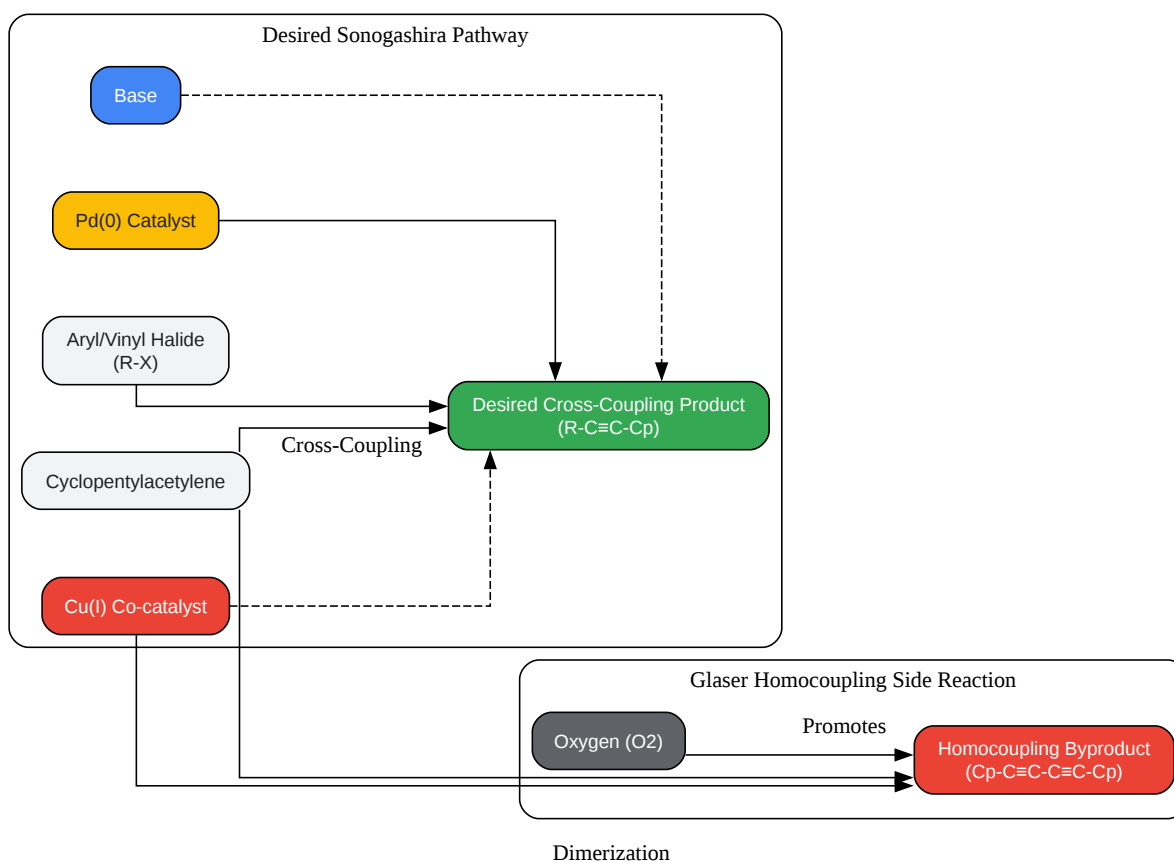 Desired Sonogashira Pathway
Base
Pd(0) Catalyst
Aryl/Vinyl Halide
(R-X)
Desired Cross-Coupling Product
(R-C≡C-Cp)
Cross-Coupling
Cyclopentylacetylene
Cu(I) Co-catalyst
Glaser Homocoupling Side Reaction
Oxygen (O2)
Promotes
Homocoupling Byproduct
(Cp-C≡C-C≡C-Cp)
Dimerization